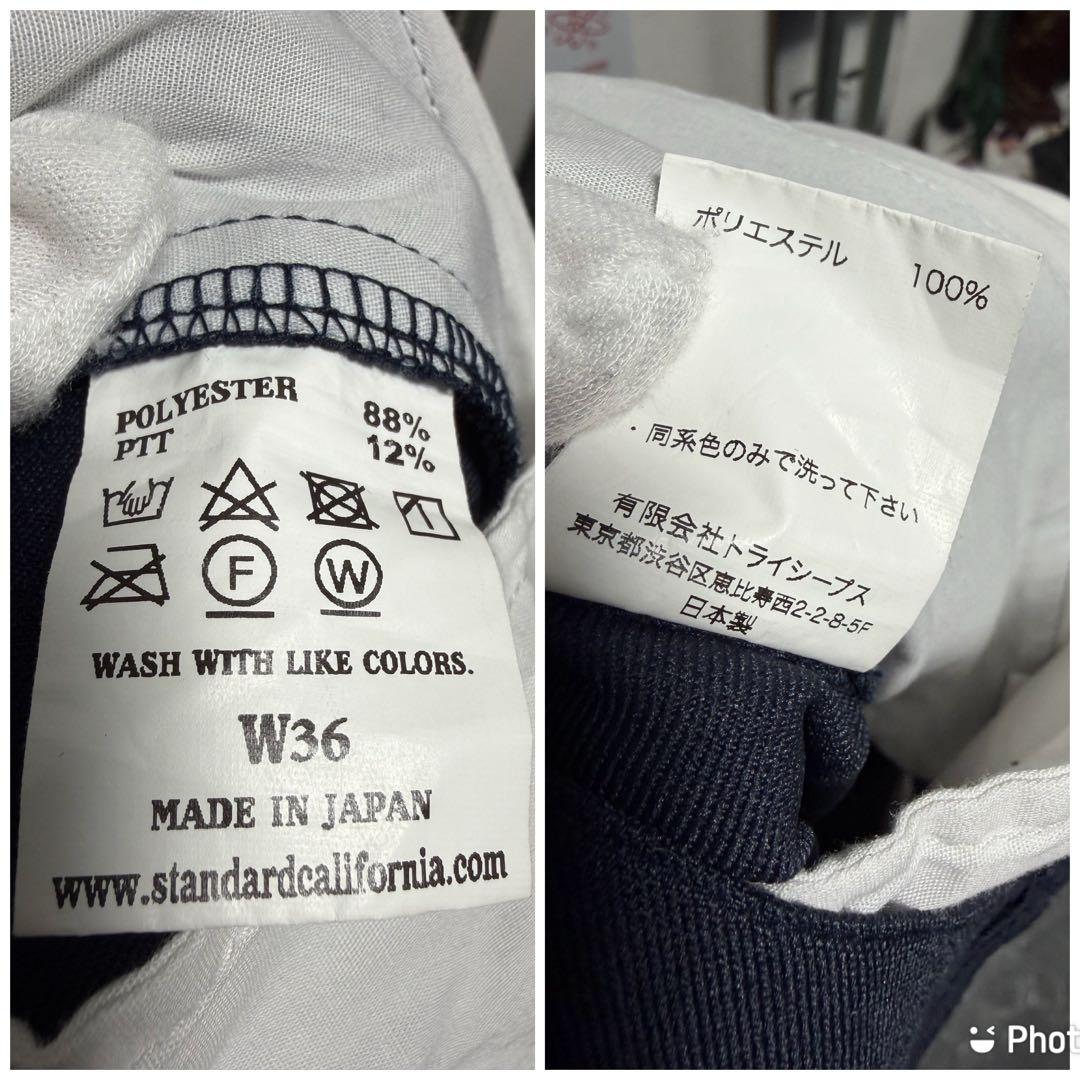 POLYESTER 88%
PTT 12%
F W
WASH WITH LIKE COLORS.
W36
MADE IN JAPAN
www.standardcalifornia.com
ポリエステル 100%
・同系色のみで洗って下さい
有限会社トライシープス
東京都渋谷区恵比寿西2-2-8-5F
日本製
Phot